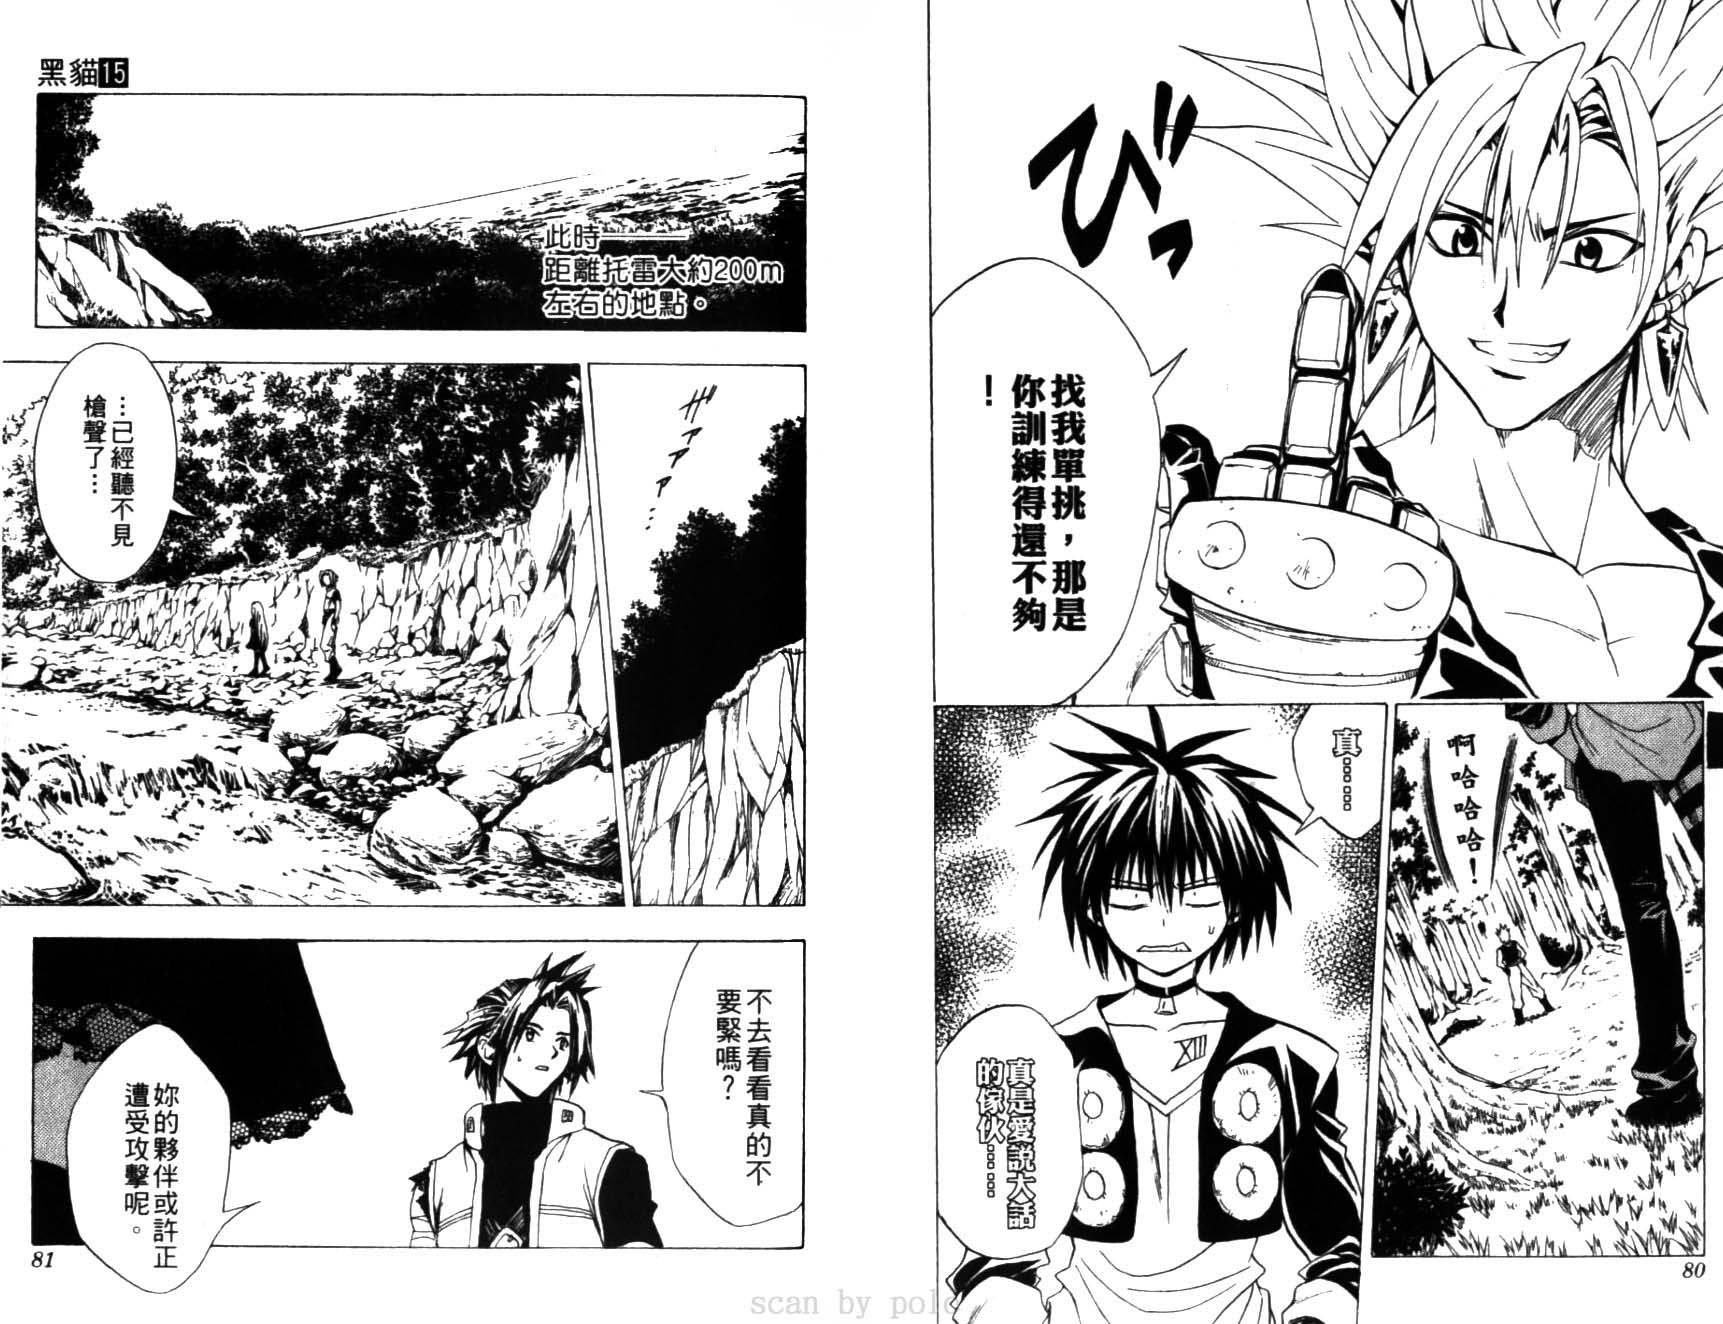 びっ
找我單挑，那是
你訓練得還不夠
！
啊哈哈哈哈！
真……
真是愛說大話
的傢伙……
80
黑貓15
此時———
距離托雷大約200m
左右的地點。
ザァァァ…
…已經聽不見
槍聲了…
不去看看真的不
要緊嗎？
妳的夥伴或許正
遭受攻擊呢。
81
scan by polo